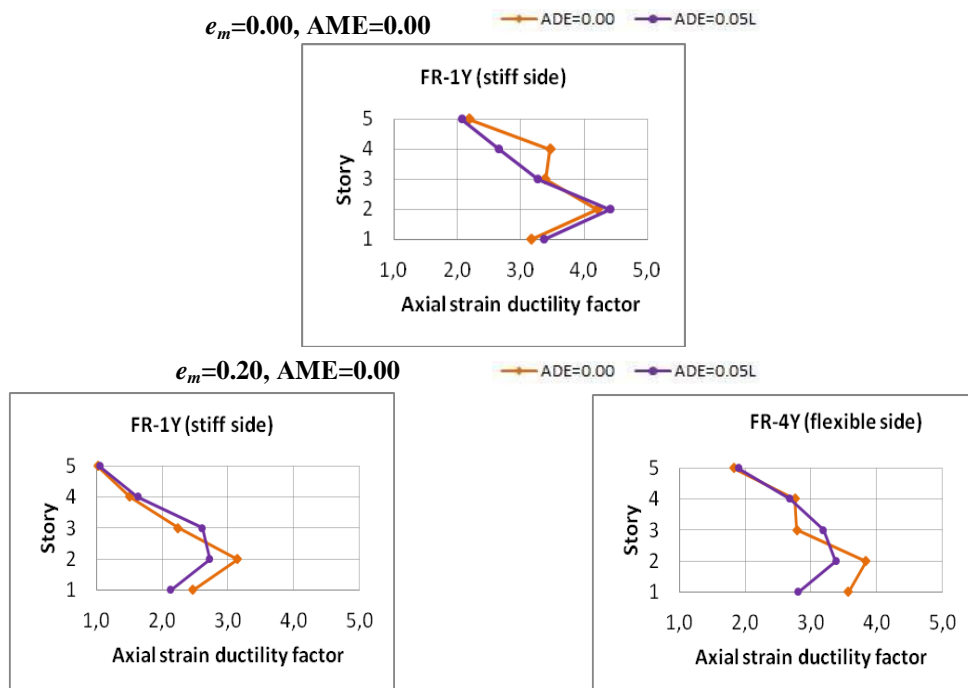 e_m=0.00, AME=0.00
ADE=0.00 ADE=0.05L
FR-1Y (stiff side)
5
4
3
2
1
Story
1,0 2,0 3,0 4,0 5,0
Axial strain ductility factor
e_m=0.20, AME=0.00
ADE=0.00 ADE=0.05L
FR-1Y (stiff side)
5
4
3
2
1
Story
1,0 2,0 3,0 4,0 5,0
Axial strain ductility factor
FR-4Y (flexible side)
5
4
3
2
1
Story
1,0 2,0 3,0 4,0 5,0
Axial strain ductility factor